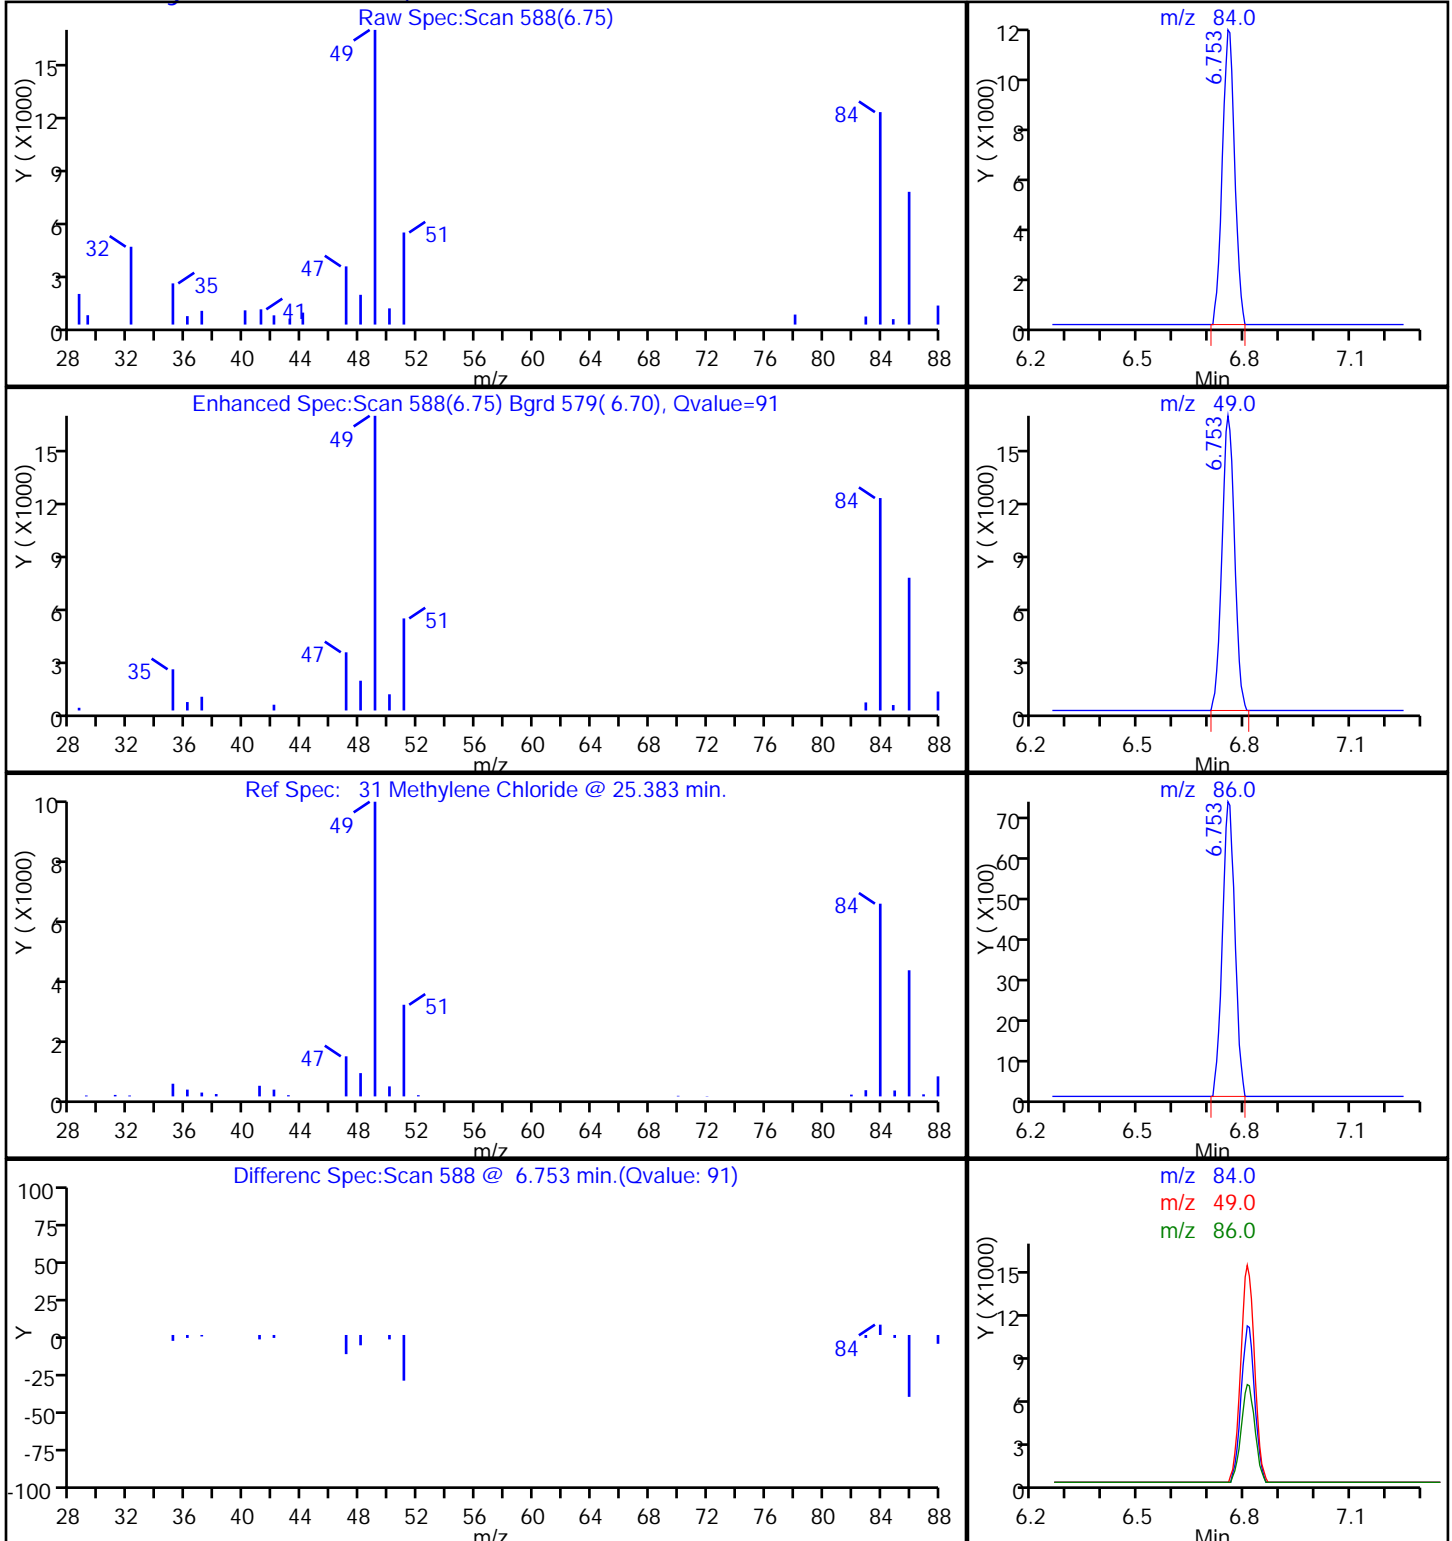 Raw Spec:Scan 588(6.75)
Y ( X1000)
15
12
9
6
3
0
49
84
32
35
41
47
51
28 32 36 40 44 48 52 56 60 64 68 72 76 80 84 88
m/z
m/z 84.0
Y ( X1000)
12
10
8
6
4
2
0
6.753
6.2 6.5 6.8 7.1
Min
Enhanced Spec:Scan 588(6.75) Bgrd 579( 6.70), Qvalue=91
Y ( X1000)
15
12
9
6
3
0
49
84
35
47
51
28 32 36 40 44 48 52 56 60 64 68 72 76 80 84 88
m/z
m/z 49.0
Y ( X1000)
15
12
9
6
3
0
6.753
6.2 6.5 6.8 7.1
Min
Ref Spec: 31 Methylene Chloride @ 25.383 min.
Y ( X1000)
10
8
6
4
2
0
49
84
51
47
28 32 36 40 44 48 52 56 60 64 68 72 76 80 84 88
m/z
m/z 86.0
Y ( X100)
70
60
50
40
30
20
10
0
6.753
6.2 6.5 6.8 7.1
Min
Differenc Spec:Scan 588 @ 6.753 min.(Qvalue: 91)
Y
100
75
50
25
0
-25
-50
-75
-100
84
28 32 36 40 44 48 52 56 60 64 68 72 76 80 84 88
m/z
m/z 84.0
m/z 49.0
m/z 86.0
Y ( X1000)
15
12
9
6
3
0
6.2 6.5 6.8 7.1
Min